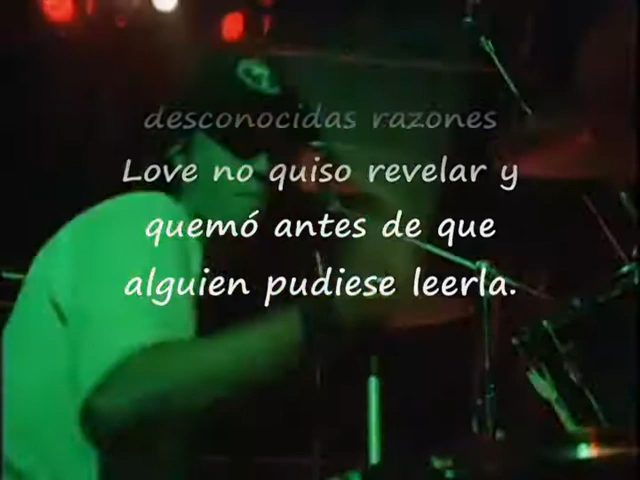 desconocidas razones
Love no quiso revelar y
quemó antes de que
alguien pudiese leerla.